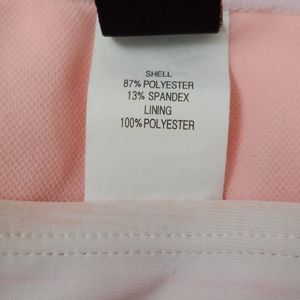 SHELL
87% POLYESTER
13% SPANDEX
LINING
100% POLYESTER